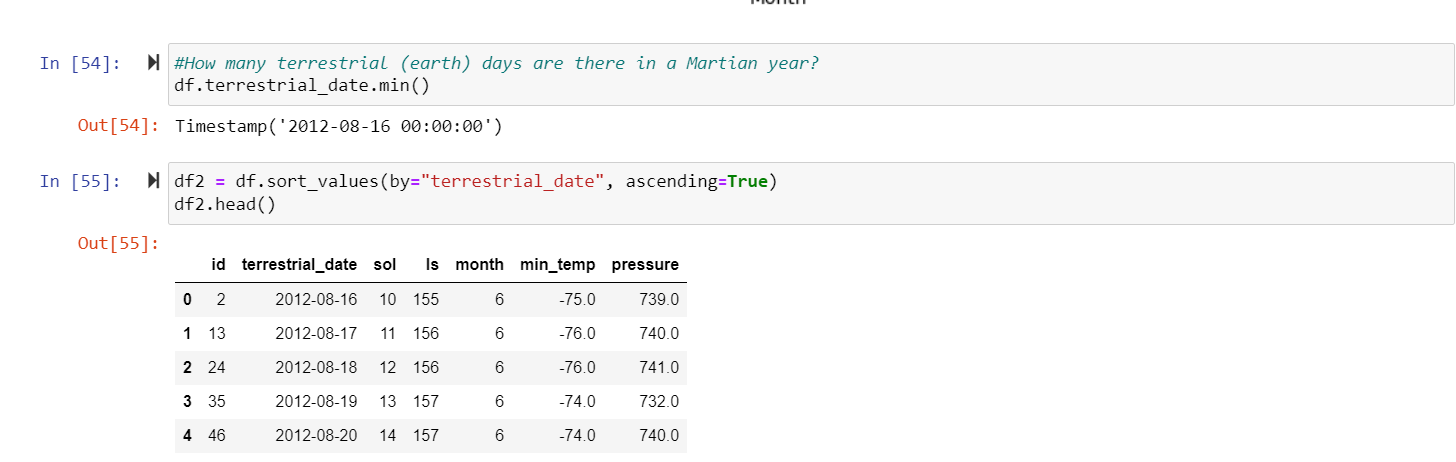 Month
In [54]: #How many terrestrial (earth) days are there in a Martian year?
df.terrestrial_date.min()
Out[54]: Timestamp('2012-08-16 00:00:00')
In [55]: df2 = df.sort_values(by="terrestrial_date", ascending=True)
df2.head()
Out[55]:
id terrestrial_date sol ls month min_temp pressure
0 2 2012-08-16 10 155 6 -75.0 739.0
1 13 2012-08-17 11 156 6 -76.0 740.0
2 24 2012-08-18 12 156 6 -76.0 741.0
3 35 2012-08-19 13 157 6 -74.0 732.0
4 46 2012-08-20 14 157 6 -74.0 740.0